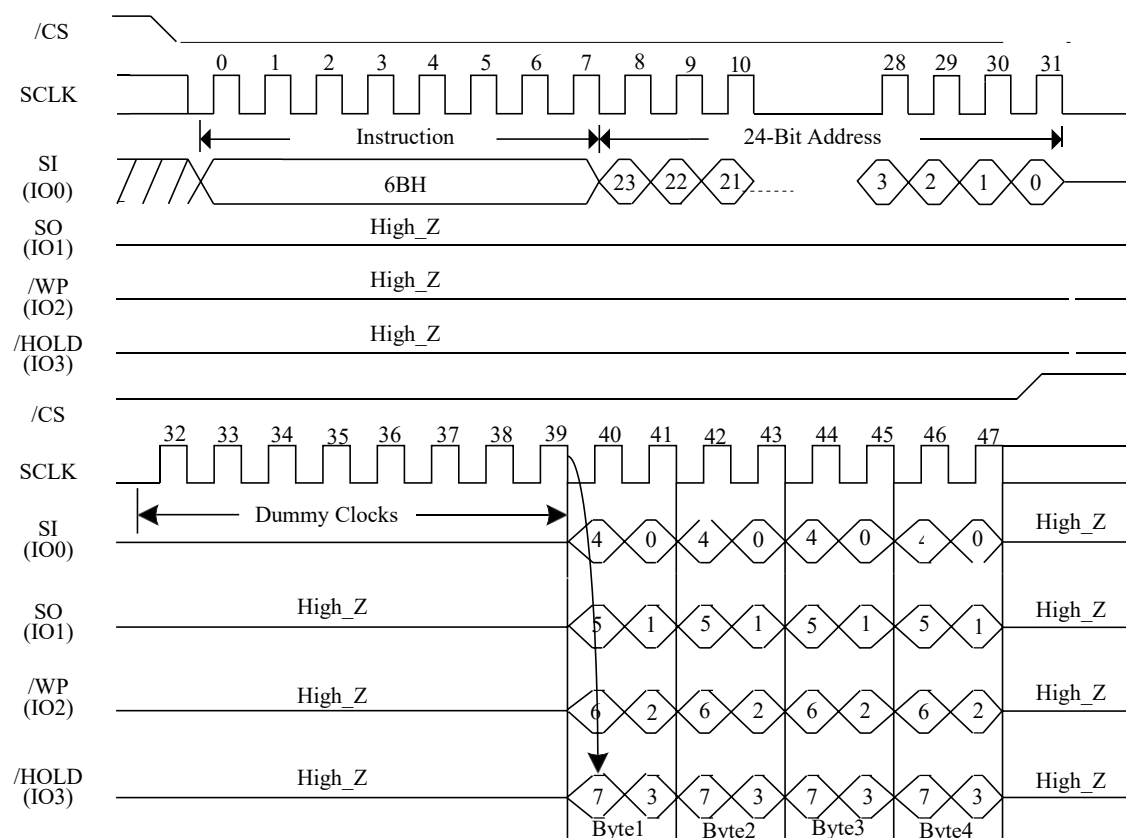 /CS
0 1 2 3 4 5 6 7 8 9 10 28 29 30 31
SCLK
Instruction 24-Bit Address
SI
(IO0)
6BH 23 22 21 3 2 1 0
SO
(IO1)
High_Z
/WP
(IO2)
High_Z
/HOLD
(IO3)
High_Z
/CS
32 33 34 35 36 37 38 39 40 41 42 43 44 45 46 47
SCLK
Dummy Clocks
SI
(IO0)
4 0 4 0 4 0 4 0 High_Z
SO
(IO1)
High_Z 5 1 5 1 5 1 5 1 High_Z
/WP
(IO2)
High_Z 6 2 6 2 6 2 6 2 High_Z
/HOLD
(IO3)
High_Z 7 3 7 3 7 3 7 3 High_Z
Byte1 Byte2 Byte3 Byte4